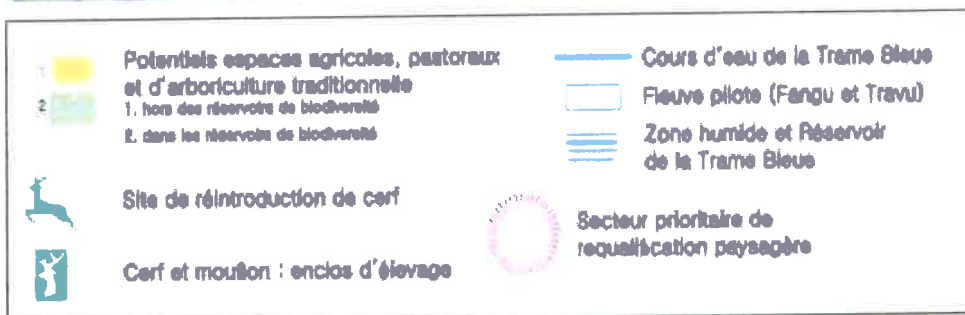 Potentiels espaces agricoles, pastoraux
et d'arboriculture traditionnelle
1
1. hors des réservoirs de biodiversité
2
2. dans les réservoirs de biodiversité
Site de réintroduction de cerf
Cerf et mouflon : enclos d'élevage
Cours d'eau de la Trame Bleue
Fleuve pilote (Fangu et Travu)
Zone humide et Réservoir
de la Trame Bleue
Secteur prioritaire de
requalification paysagère